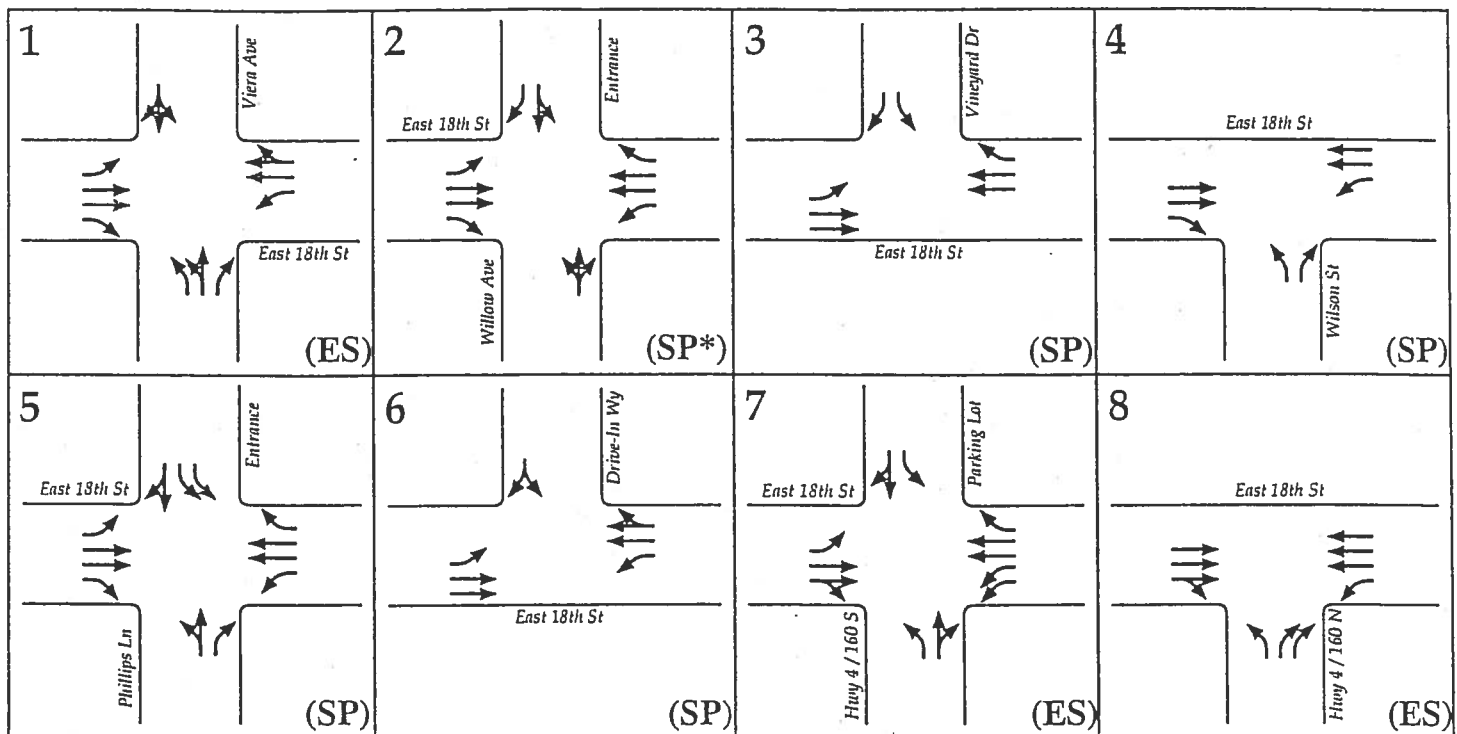 1
Viera Ave
East 18th St
(ES)
2
Entrance
East 18th St
Willow Ave
(SP*)
3
Vineyard Dr
East 18th St
(SP)
4
East 18th St
Wilson St
(SP)
5
Entrance
East 18th St
Phillips Ln
(SP)
6
Drive-In Wy
East 18th St
(SP)
7
Parking Lot
East 18th St
Hwy 4 / 160 S
(ES)
8
East 18th St
Hwy 4 / 160 N
(ES)